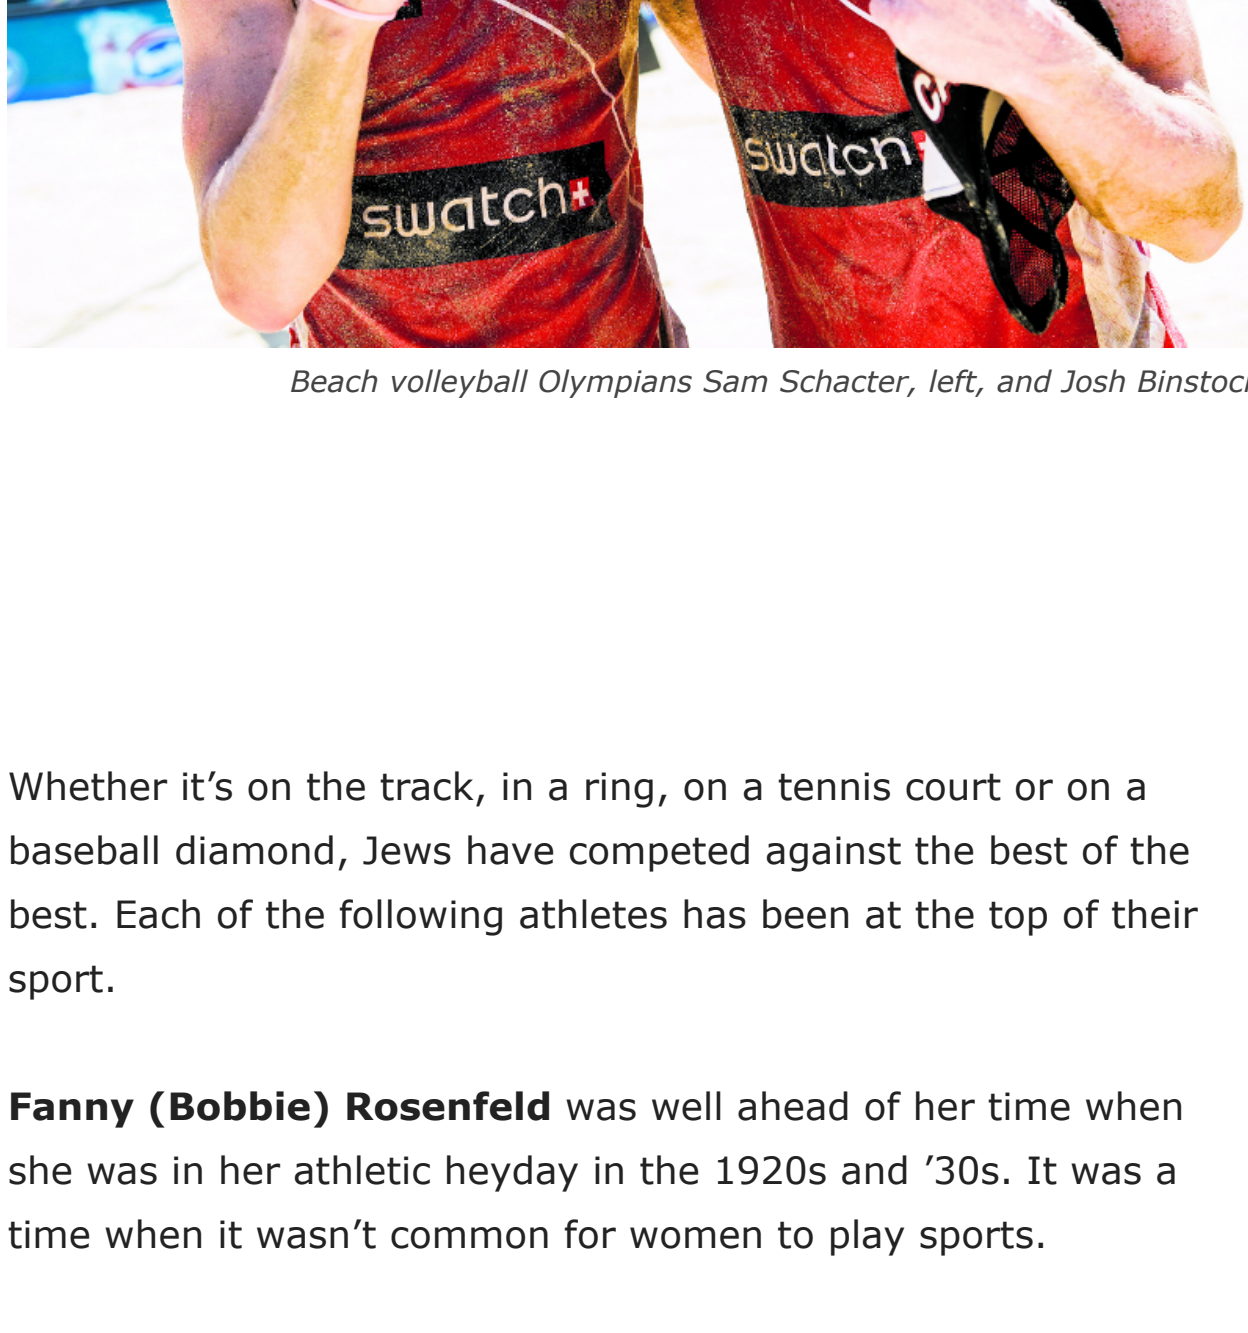 swatch
swatch
Beach volleyball Olympians Sam Schacter, left, and Josh
Whether it’s on the track, in a ring, on a tennis court or on a
baseball diamond, Jews have competed against the best of the
best. Each of the following athletes has been at the top of their
sport.
Fanny (Bobbie) Rosenfeld was well ahead of her time when
she was in her athletic heyday in the 1920s and ’30s. It was a
time when it wasn’t common for women to play sports.